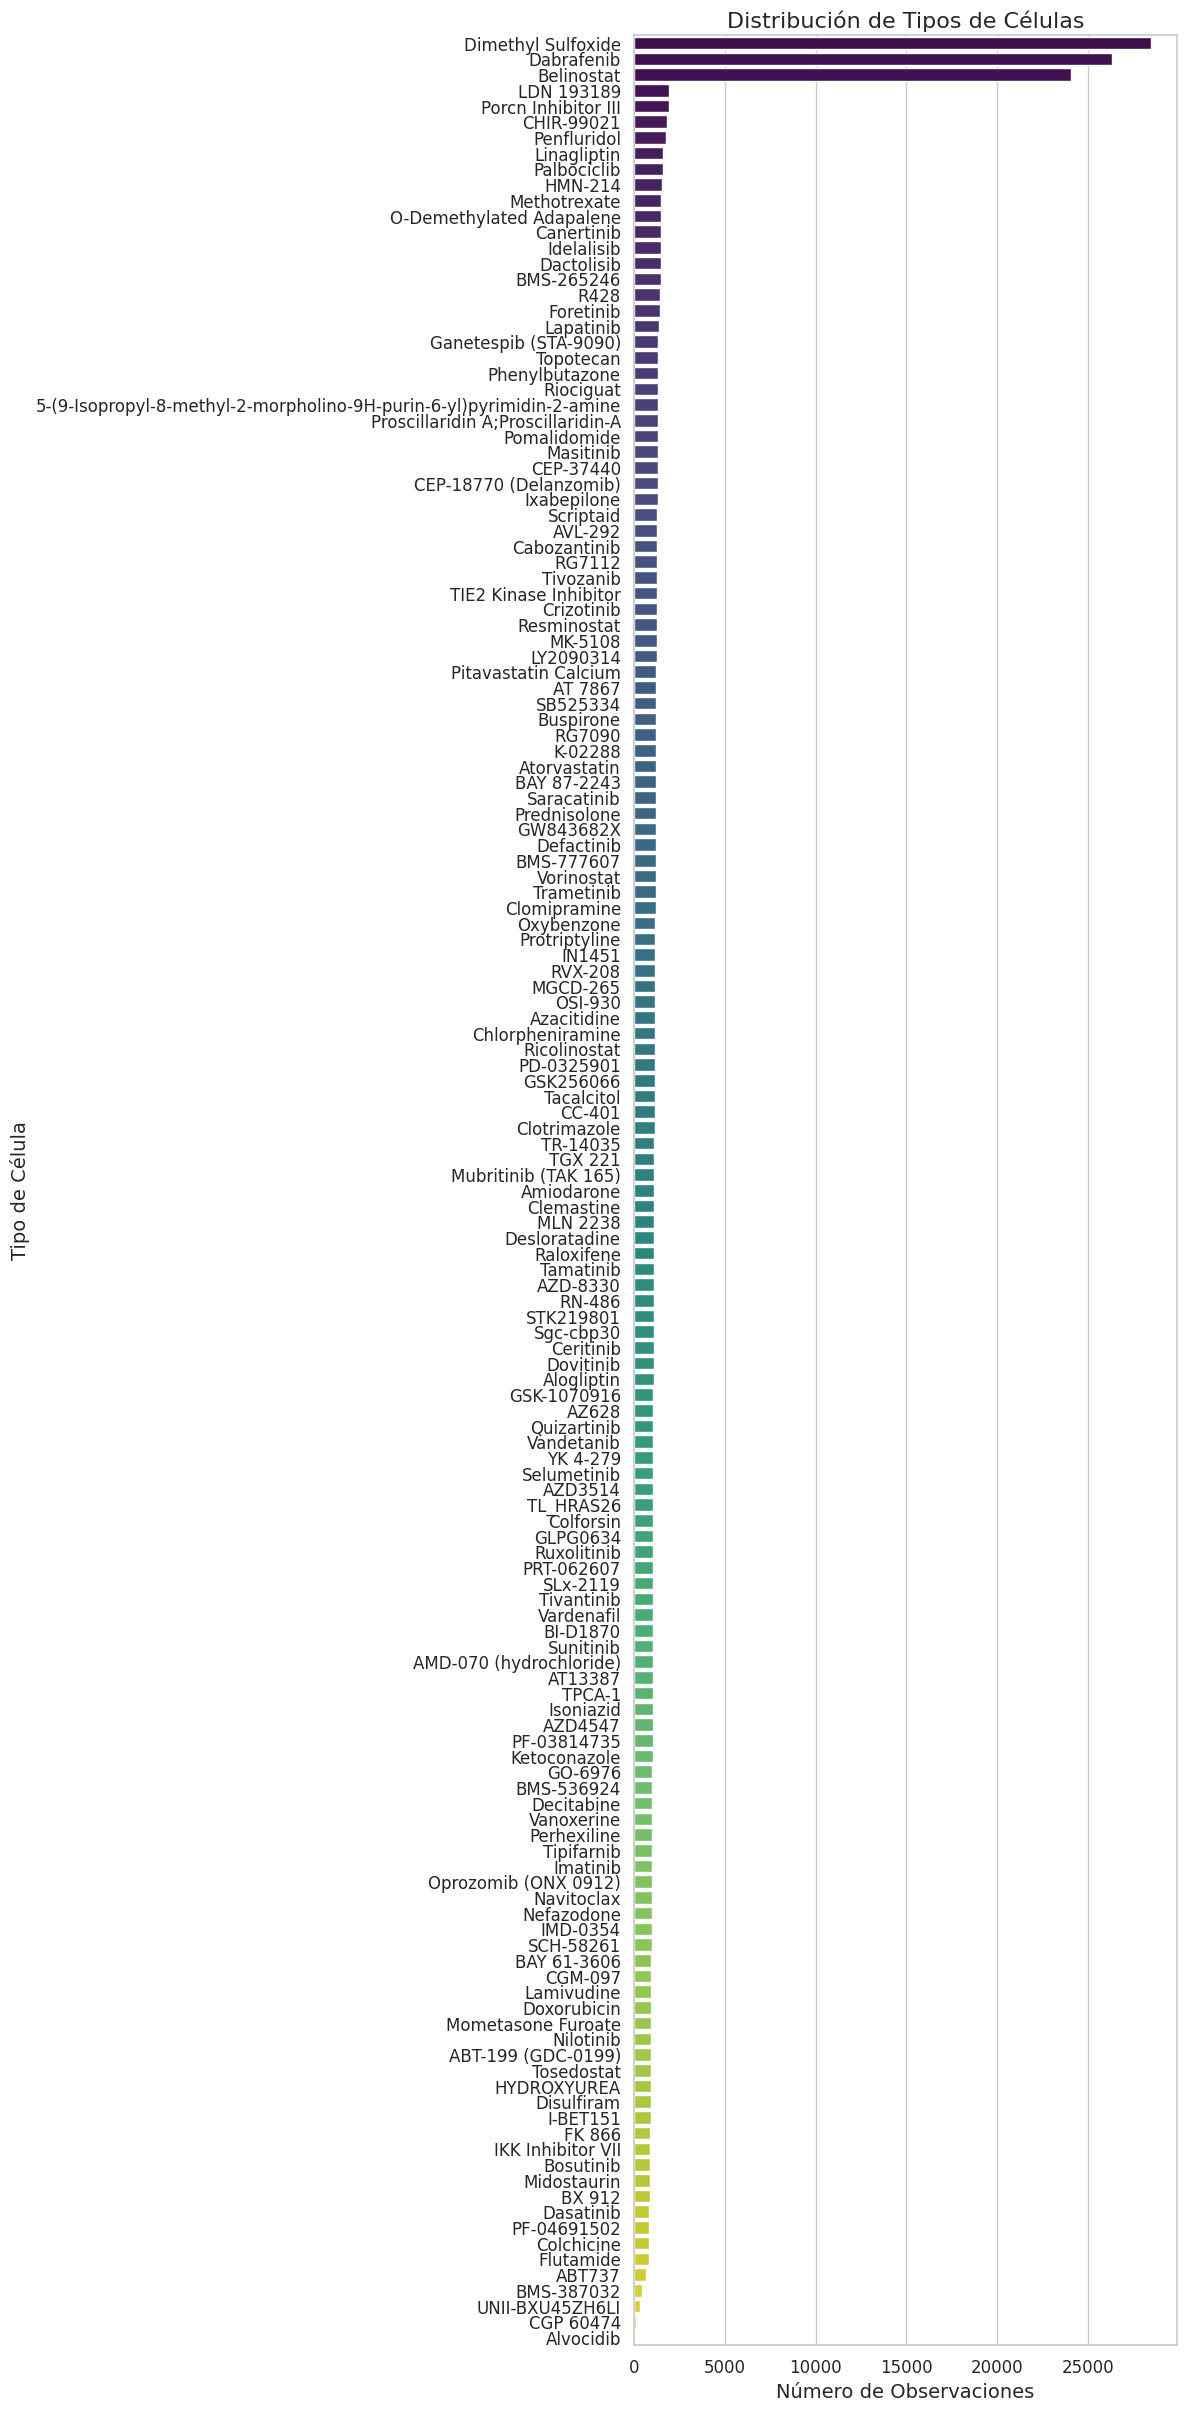 Distribución de Tipos de Células
Dimethyl Sulfoxide
Dabrafenib
Belinostat
LDN 193189
Porcn Inhibitor III
CHIR-99021
Penfluridol
Linagliptin
Palbociclib
HMN-214
Methotrexate
O-Demethylated Adapalene
Canertinib
Idelalisib
Dactolisib
BMS-265246
R428
Foretinib
Lapatinib
Ganetespib (STA-9090)
Topotecan
Phenylbutazone
Riociguat
5-(9-Isopropyl-8-methyl-2-morpholino-9H-purin-6-yl)pyrimidin-2-amine
Proscillaridin A;Proscillaridin-A
Pomalidomide
Masitinib
CEP-37440
CEP-18770 (Delanzomib)
Ixabepilone
Scriptaid
AVL-292
Cabozantinib
RG7112
Tivozanib
TIE2 Kinase Inhibitor
Crizotinib
Resminostat
MK-5108
LY2090314
Pitavastatin Calcium
AT 7867
SB525334
Buspirone
RG7090
K-02288
Atorvastatin
BAY 87-2243
Saracatinib
Prednisolone
GW843682X
Defactinib
BMS-777607
Vorinostat
Trametinib
Clomipramine
Oxybenzone
Protriptyline
IN1451
RVX-208
MGCD-265
OSI-930
Azacitidine
Chlorpheniramine
Ricolinostat
PD-0325901
GSK256066
Tacalcitol
CC-401
Clotrimazole
TR-14035
TGX 221
Mubritinib (TAK 165)
Amiodarone
Clemastine
MLN 2238
Desloratadine
Raloxifene
Tamatinib
AZD-8330
RN-486
STK219801
Sgc-cbp30
Ceritinib
Dovitinib
Alogliptin
GSK-1070916
AZ628
Quizartinib
Vandetanib
YK 4-279
Selumetinib
AZD3514
TL_HRAS26
Colforsin
GLPG0634
Ruxolitinib
PRT-062607
SLx-2119
Tivantinib
Vardenafil
BI-D1870
Sunitinib
AMD-070 (hydrochloride)
AT13387
TPCA-1
Isoniazid
AZD4547
PF-03814735
Ketoconazole
GO-6976
BMS-536924
Decitabine
Vanoxerine
Perhexiline
Tipifarnib
Imatinib
Oprozomib (ONX 0912)
Navitoclax
Nefazodone
IMD-0354
SCH-58261
BAY 61-3606
CGM-097
Lamivudine
Doxorubicin
Mometasone Furoate
Nilotinib
ABT-199 (GDC-0199)
Tosedostat
HYDROXYUREA
Disulfiram
I-BET151
FK 866
IKK Inhibitor VII
Bosutinib
Midostaurin
BX 912
Dasatinib
PF-04691502
Colchicine
Flutamide
ABT737
BMS-387032
UNII-BXU45ZH6LI
CGP 60474
Alvocidib
Tipo de Célula
0 5000 10000 15000 20000 25000
Número de Observaciones